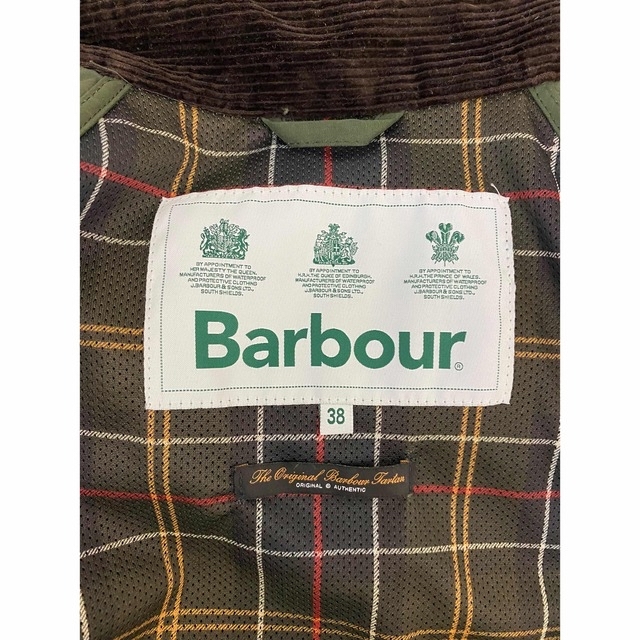 BY APPOINTMENT TO
HER MAJESTY THE QUEEN.
MANUFACTURERS OF WATERPROOF
AND PROTECTIVE CLOTHING
J.BARBOUR & SONS LTD.,
SOUTH SHIELDS.
BY APPOINTMENT TO
H.R.H. THE DUKE OF EDINBURGH,
MANUFACTURERS OF WATERPROOF
AND PROTECTIVE CLOTHING
J.BARBOUR & SONS LTD.,
SOUTH SHIELDS.
BY APPOINTMENT TO
H.R.H. THE PRINCE OF WALES.
MANUFACTURERS OF WATERPROOF
AND PROTECTIVE CLOTHING
J.BARBOUR & SONS LTD.,
SOUTH SHIELDS.
Barbour®
38
The Original Barbour Tartan
ORIGINAL & AUTHENTIC